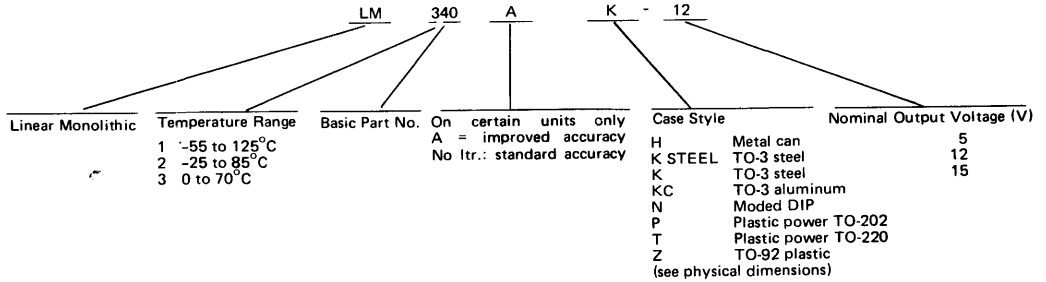 LM 340 A K - 12
Linear Monolithic
Temperature Range
1 -55 to 125°C
2 -25 to 85°C
3 0 to 70°C
Basic Part No.
On certain units only
A = improved accuracy
No ltr.: standard accuracy
Case Style
H Metal can
K STEEL TO-3 steel
K TO-3 steel
KC TO-3 aluminum
N Moded DIP
P Plastic power TO-202
T Plastic power TO-220
Z TO-92 plastic
(see physical dimensions)
Nominal Output Voltage (V)
5
12
15